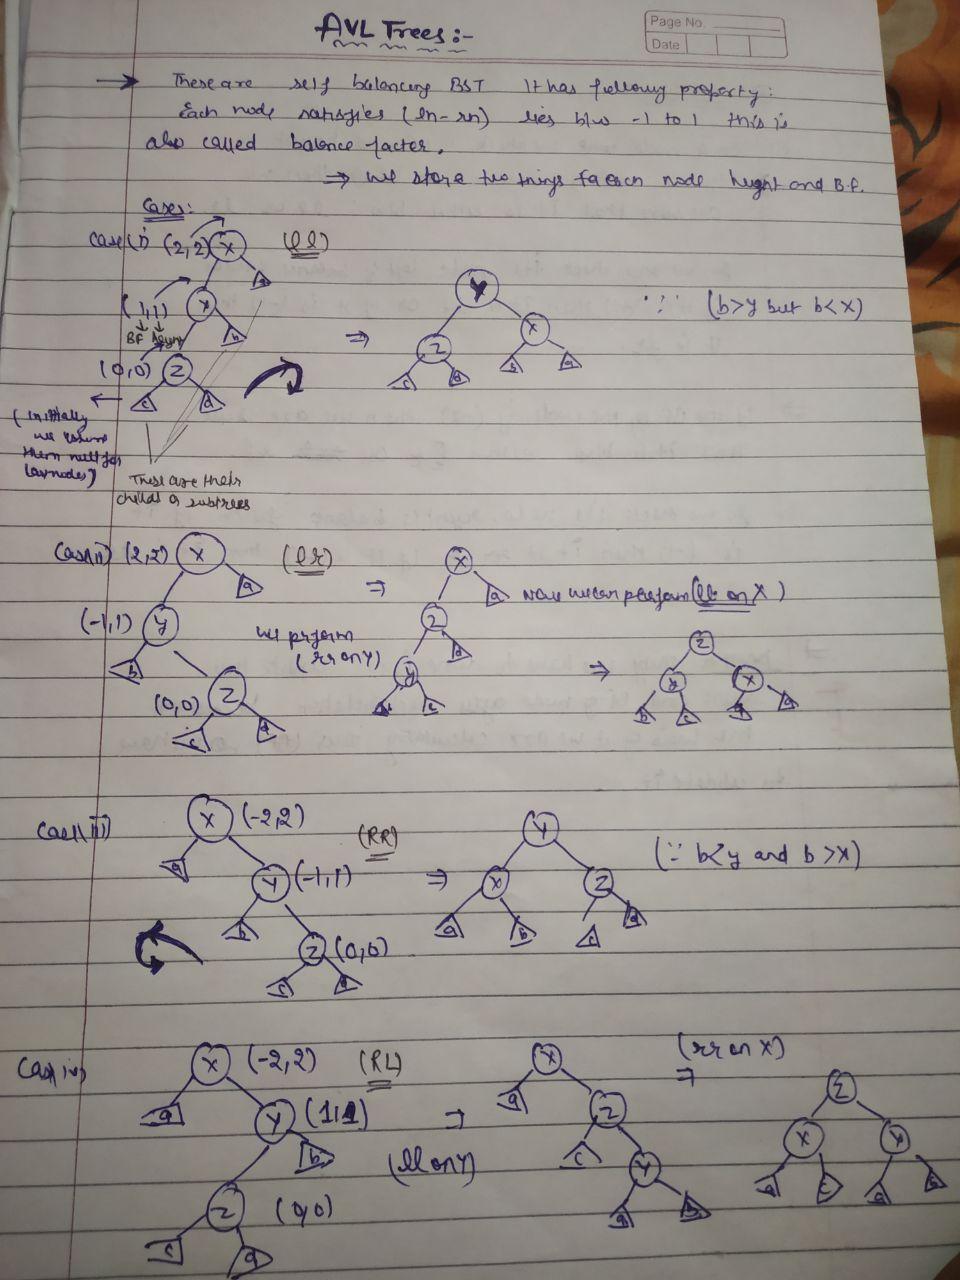 AVL Trees:-
Page No.
Date
→ These are self balancing BST It has following property:
Each node satisfies (lh-rh) lies b/w -1 to 1 this is
also called balance factor.
⇒ we store two things for each node height and B.f.
Cases:
Case(i) (2,2) X (ll)
a
(1,1) Y
BF
b
(0,0) Z
c d
⇒
Y
Z X
c d b a
∵ (b>y but b<x)
(initially
we
them null for
These are their
childs or subtrees
Case(ii) (2,2) X (lr)
a
(-1,1) Y
b
(0,0) Z
c d
we perform
(rr on y)
⇒
X
a
Z
d
Y
b c
Now we can perform (ll on X)
⇒
Z
Y X
b c d a
Case(iii) X (-2,2) (RR)
a
Y (-1,1)
b
Z (0,0)
c d
⇒
Y
X Z
a b c d
(∵ b<y and b>x)
Case(iv) X (-2,2) (RL)
a
Y (1,1)
b
Z (0,0)
c d
⇒
(ll on Y)
X
a
Z
c
Y
d b
(rr on X)
⇒
Z
X Y
a c d b